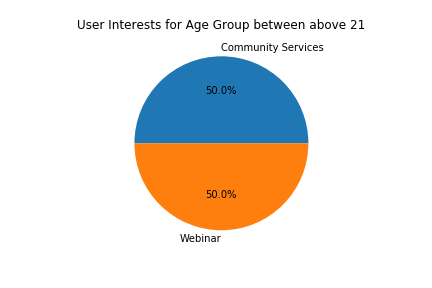 User Interests for Age Group between above 21
Community Services
50.0%
50.0%
Webinar